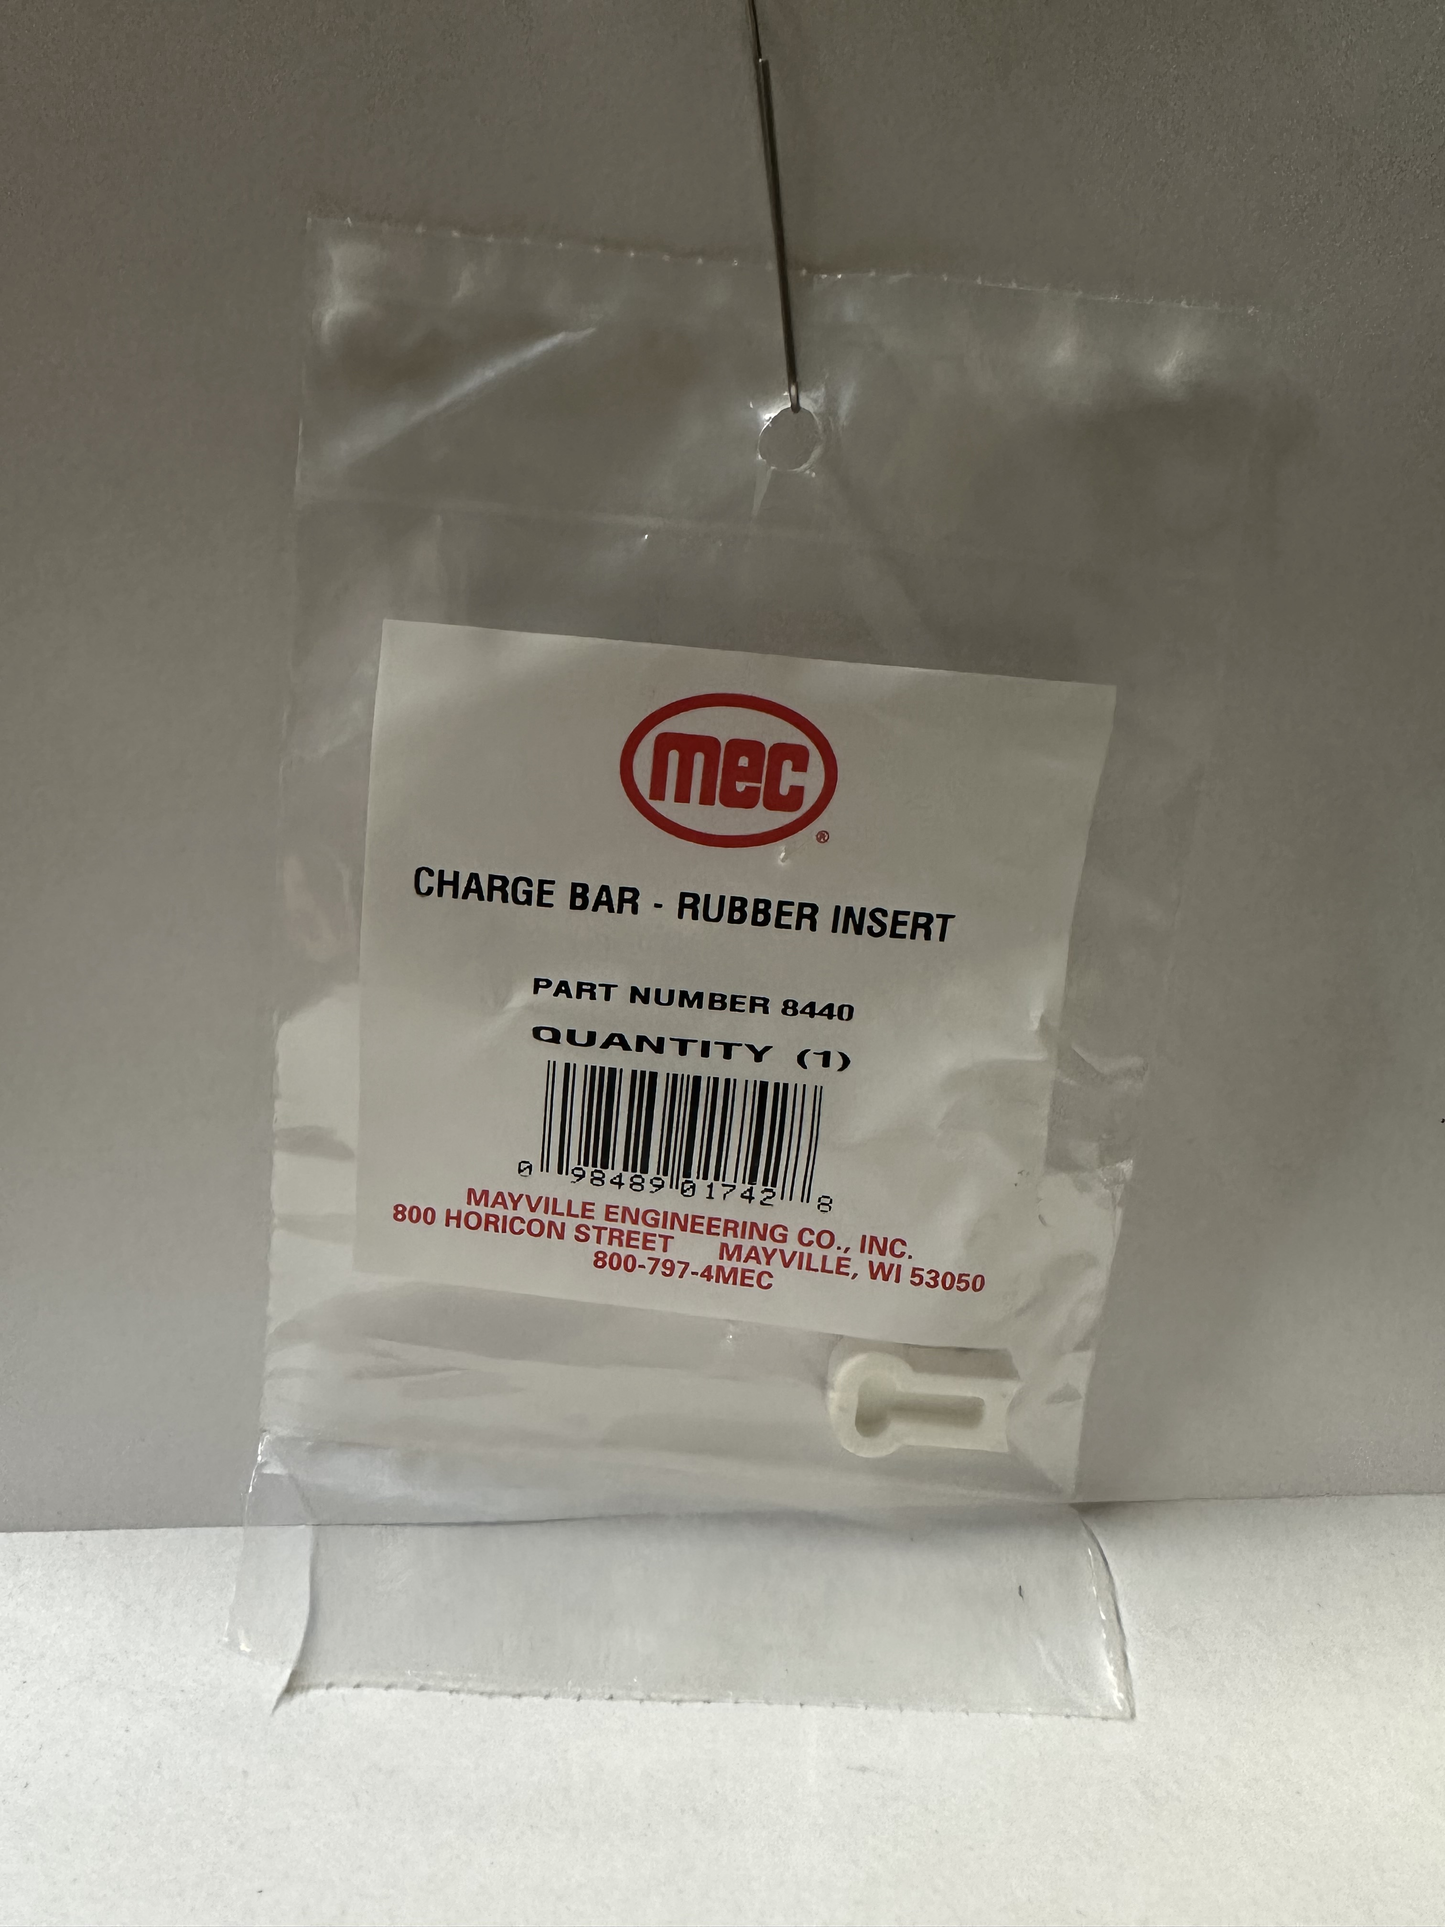 mec
®
CHARGE BAR - RUBBER INSERT
PART NUMBER 8440
QUANTITY (1)
0 98489 01742 8
MAYVILLE ENGINEERING CO., INC.
800 HORICON STREET MAYVILLE, WI 53050
800-797-4MEC